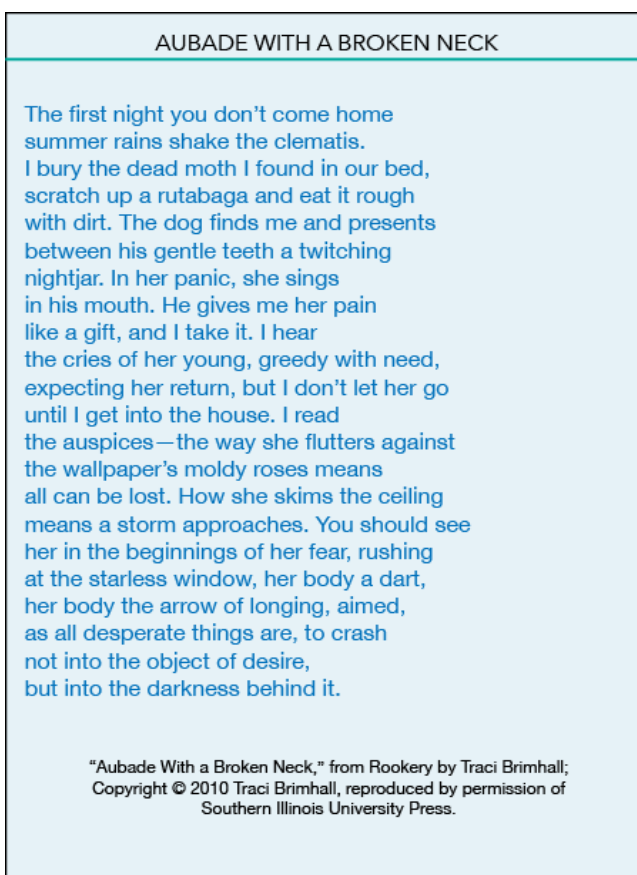 AUBADE WITH A BROKEN NECK
The first night you don't come home
summer rains shake the clematis.
I bury the dead moth I found in our bed,
scratch up a rutabaga and eat it rough
with dirt. The dog finds me and presents
between his gentle teeth a twitching
nightjar. In her panic, she sings
in his mouth. He gives me her pain
like a gift, and I take it. I hear
the cries of her young, greedy with need,
expecting her return, but I don't let her go
until I get into the house. I read
the auspices—the way she flutters against
the wallpaper's moldy roses means
all can be lost. How she skims the ceiling
means a storm approaches. You should see
her in the beginnings of her fear, rushing
at the starless window, her body a dart,
her body the arrow of longing, aimed,
as all desperate things are, to crash
not into the object of desire,
but into the darkness behind it.
“Aubade With a Broken Neck,” from Rookery by Traci Brimhall;
Copyright © 2010 Traci Brimhall, reproduced by permission of
Southern Illinois University Press.